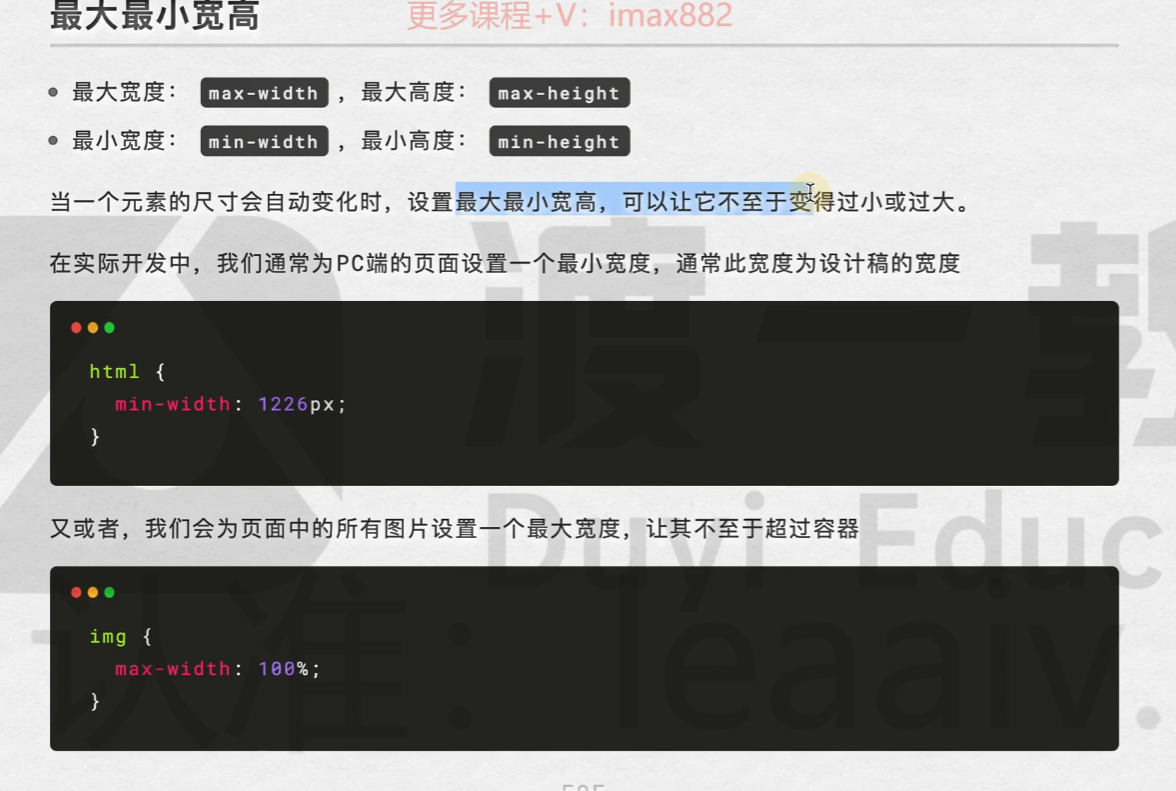 最大最小宽高
更多课程+V：imax882
最大宽度： max-width ，最大高度： max-height
最小宽度： min-width ，最小高度： min-height
当一个元素的尺寸会自动变化时，设置最大最小宽高，可以让它不至于变得过小或过大。
在实际开发中，我们通常为PC端的页面设置一个最小宽度，通常此宽度为设计稿的宽度
html {
  min-width: 1226px;
}
又或者，我们会为页面中的所有图片设置一个最大宽度，让其不至于超过容器
img {
  max-width: 100%;
}
渡一
Duyi Educ
认准：leaaiv.